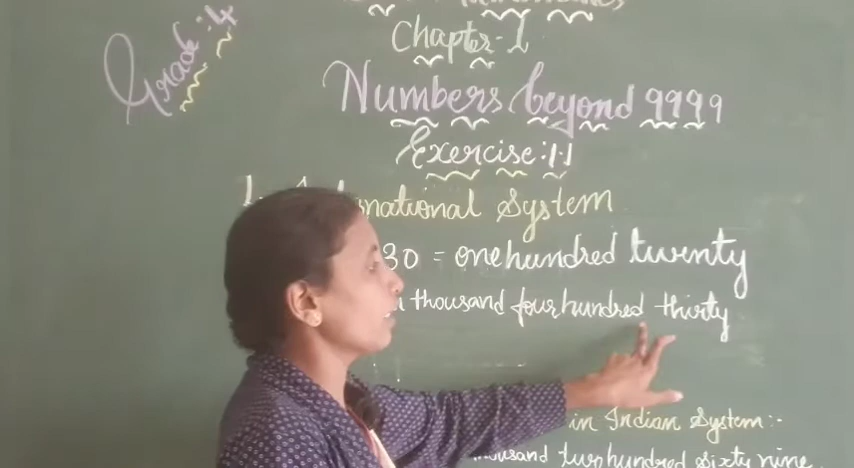 Grade:4
Chapter-1
Numbers beyond 9999
Exercise:1.1
national System
30 = one hundred twenty
thousand four hundred thirty
in Indian System:-
thousand two hundred sixty nine